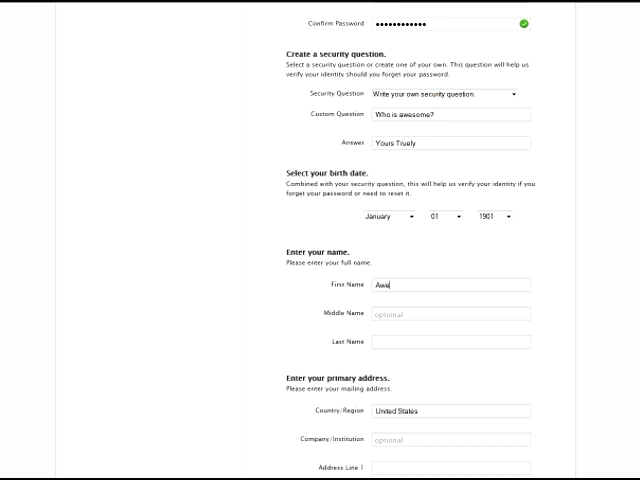 Confirm Password ••••••••••••
Create a security question.
Select a security question or create one of your own. This question will help us
verify your identity should you forget your password.
Security Question Write your own security question.
Custom Question Who is awesome?
Answer Yours Truely
Select your birth date.
Combined with your security question, this will help us verify your identity if you
forget your password or need to reset it.
January 01 1901
Enter your name.
Please enter your full name.
First Name Awe
Middle Name optional
Last Name
Enter your primary address.
Please enter your mailing address.
Country/Region United States
Company/Institution optional
Address Line 1